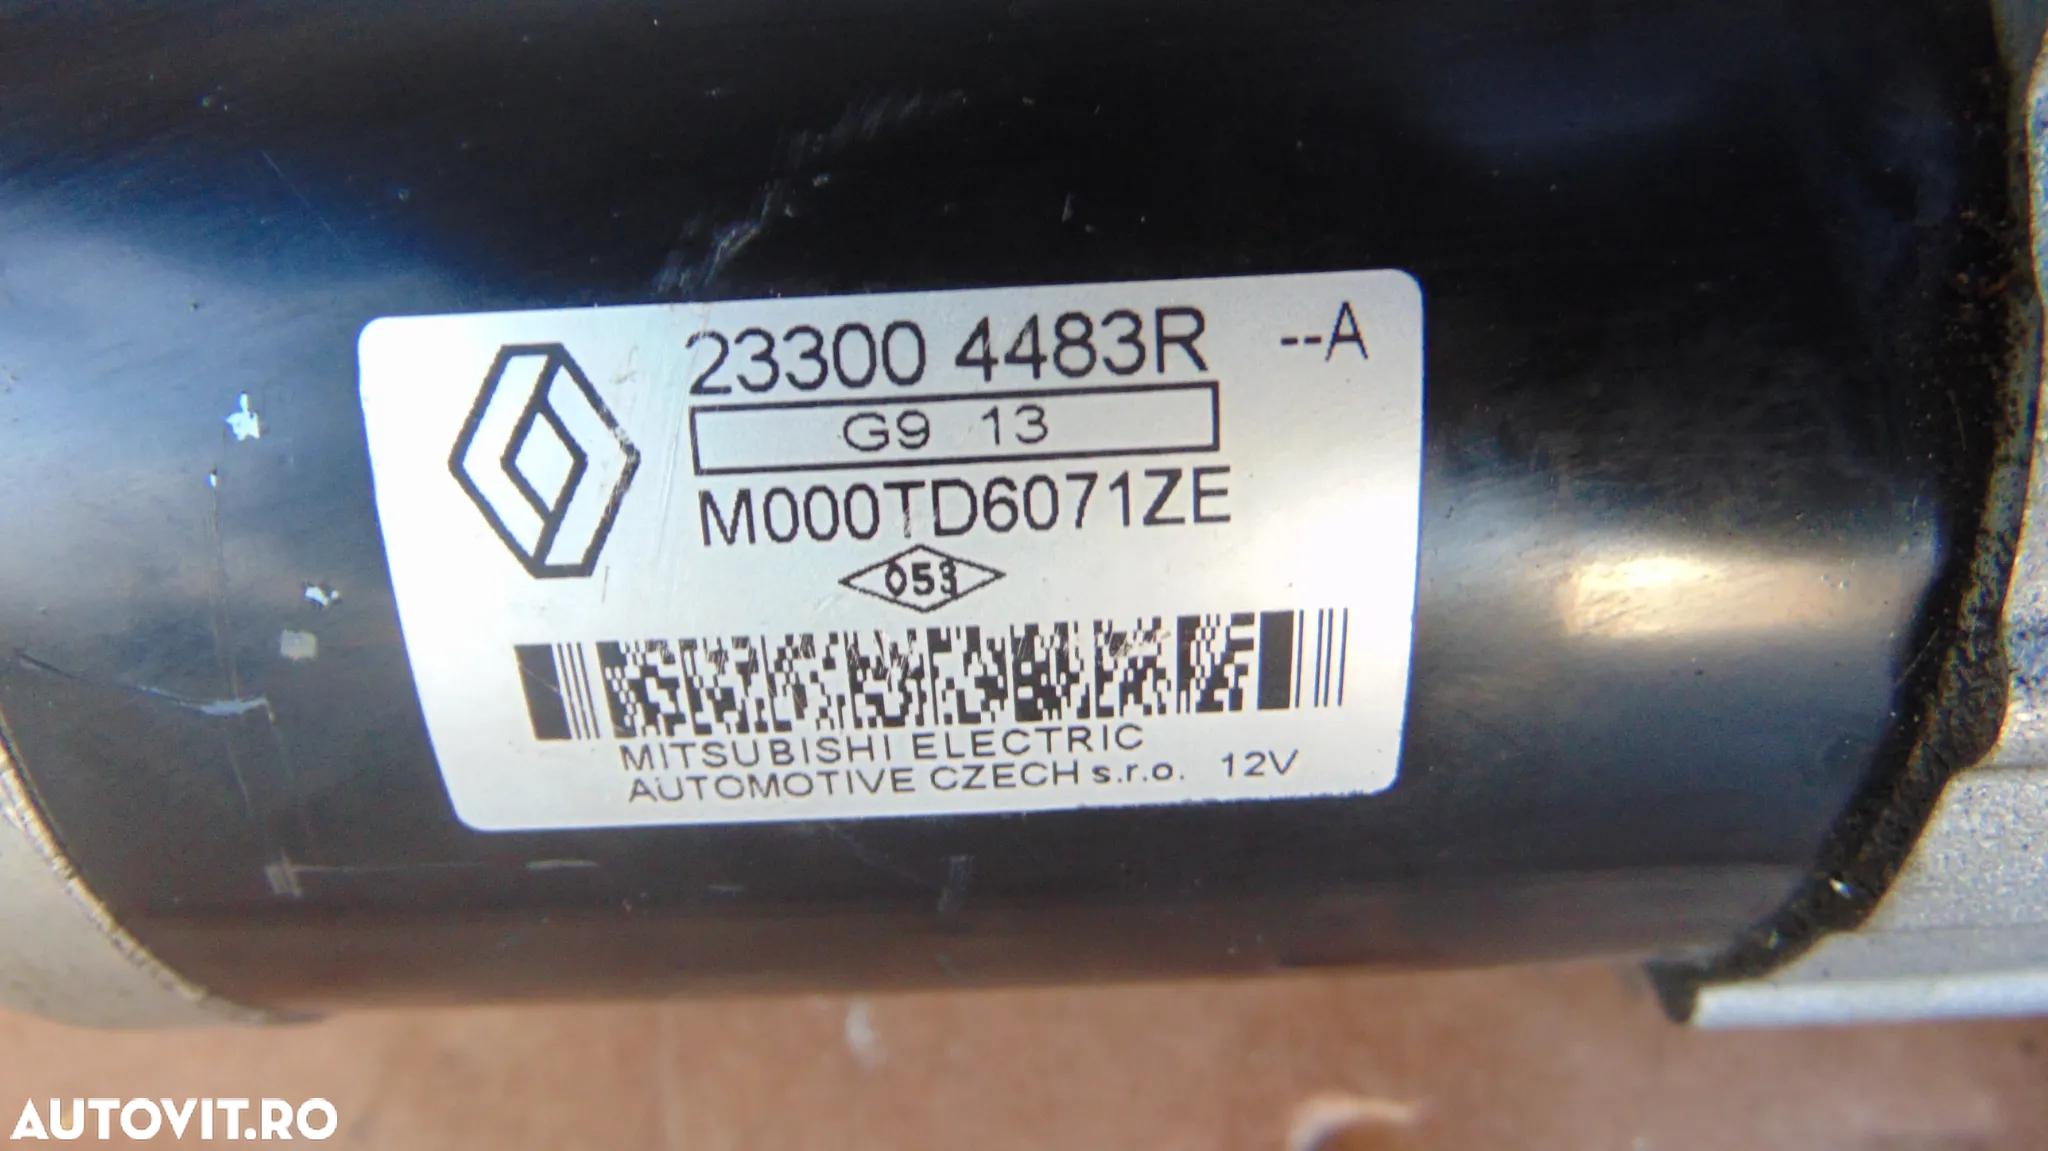 23300 4483R --A
G9 13
M000TD6071ZE
053
MITSUBISHI ELECTRIC
AUTOMOTIVE CZECH s.r.o. 12V
AUTOVIT.RO